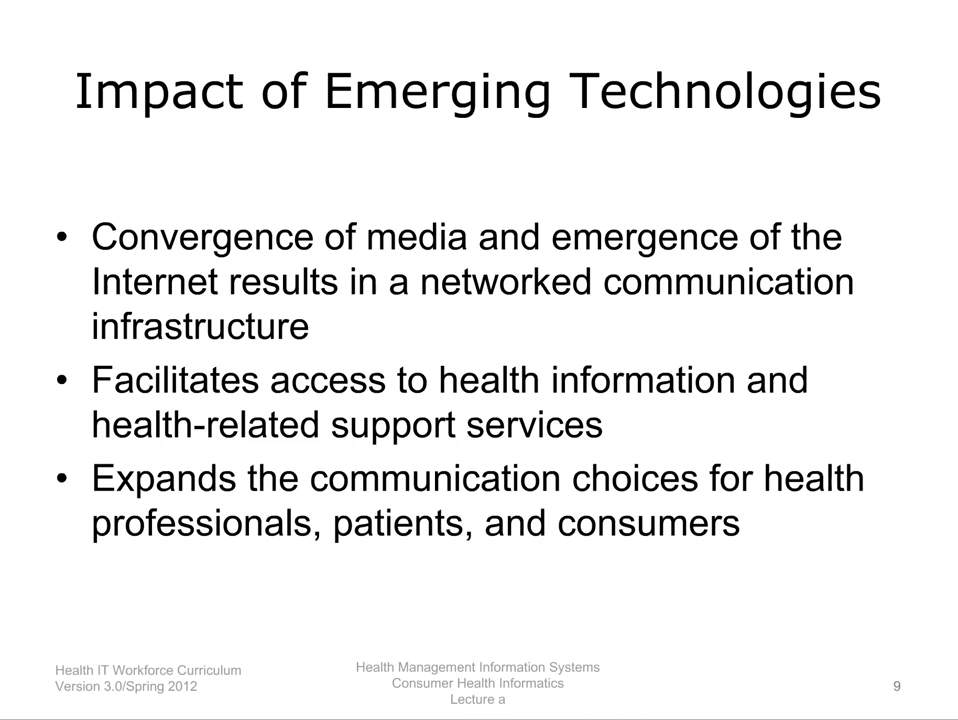 Impact of Emerging Technologies
• Convergence of media and emergence of the
Internet results in a networked communication
infrastructure
• Facilitates access to health information and
health-related support services
• Expands the communication choices for health
professionals, patients, and consumers
Health IT Workforce Curriculum
Version 3.0/Spring 2012
Health Management Information Systems
Consumer Health Informatics
Lecture a
9